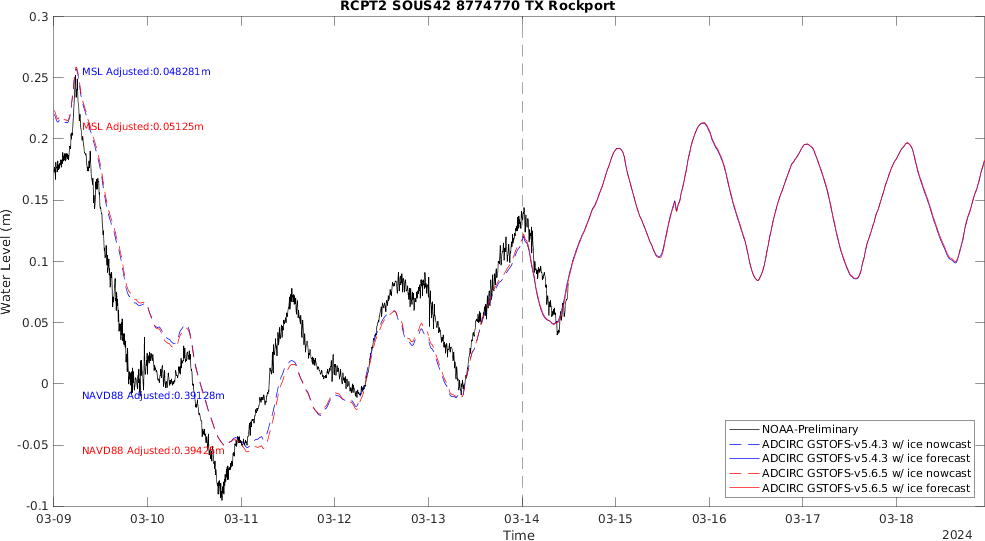 RCPT2 SOUS42 8774770 TX Rockport
0.3
0.25
0.2
0.15
0.1
0.05
0
-0.05
-0.1
Water Level (m)
MSL Adjusted:0.048281m
MSL Adjusted:0.05125m
NAVD88 Adjusted:0.39128m
NAVD88 Adjusted:
NOAA-Preliminary
ADCIRC GSTOFS-v5.4.3 w/ ice nowcast
ADCIRC GSTOFS-v5.4.3 w/ ice forecast
ADCIRC GSTOFS-v5.6.5 w/ ice nowcast
ADCIRC GSTOFS-v5.6.5 w/ ice forecast
03-09 03-10 03-11 03-12 03-13 03-14 03-15 03-16 03-17 03-18
Time
2024